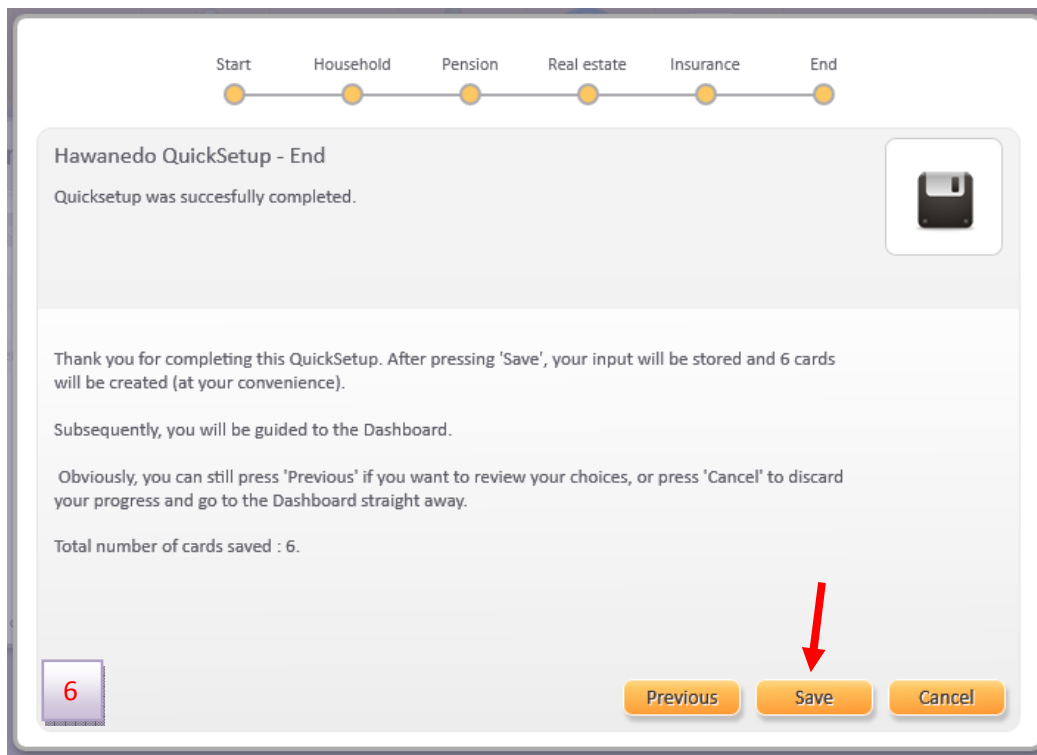 Start Household Pension Real estate Insurance End
Hawanedo QuickSetup - End
Quicksetup was succesfully completed.
Thank you for completing this QuickSetup. After pressing 'Save', your input will be stored and 6 cards
will be created (at your convenience).
Subsequently, you will be guided to the Dashboard.
Obviously, you can still press 'Previous' if you want to review your choices, or press 'Cancel' to discard
your progress and go to the Dashboard straight away.
Total number of cards saved : 6.
6
Previous Save Cancel